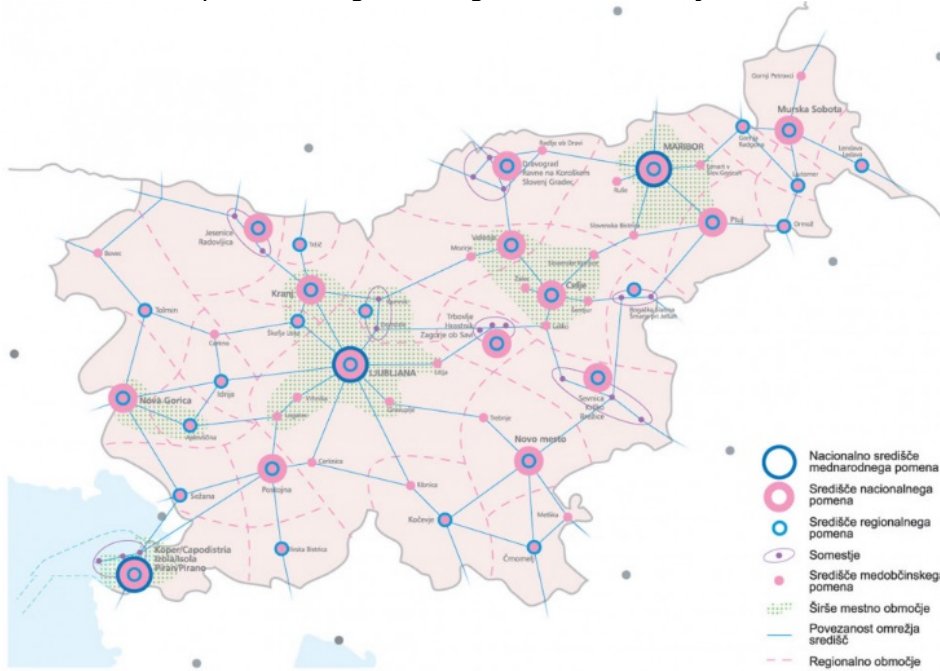 Gornji Petrovci
Murska Sobota
Radlje ob Dravi
MARIBOR
Gornja
Radgona
Lendava
Lendva
Dravograd
Ravne na Koroškem
Slovenj Gradec
Lenart v
Slov. Goricah
Ljutomer
Ruše
Jesenice
Radovljica
Tržič
Velenje
Slovenska Bistrica
Ptuj
Ormož
Bovec
Mozirje
Slovenske Konjice
Kranj
Žalec
Celje
Kamnik
Šentjur
Rogaška Slatina
Šmarje pri Jelšah
Tolmin
Trbovlje
Hrastnik
Zagorje ob Savi
Škofja Loka
Domžale
Laško
Cerkno
LJUBLJANA
Litija
Idrija
Sevnica
Krško
Brežice
Nova Gorica
Vrhnika
Grosuplje
Logatec
Trebnje
Ajdovščina
Novo mesto
Cerknica
Postojna
Ribnica
Sežana
Metlika
Kočevje
Koper/Capodistria
Izola/Isola
Piran/Pirano
Ilirska Bistrica
Črnomelj
Nacionalno središče
mednarodnega pomena
Središče nacionalnega
pomena
Središče regionalnega
pomena
Somestje
Središče medobčinskega
pomena
Širše mestno območje
Povezanost omrežja
središč
Regionalno območje